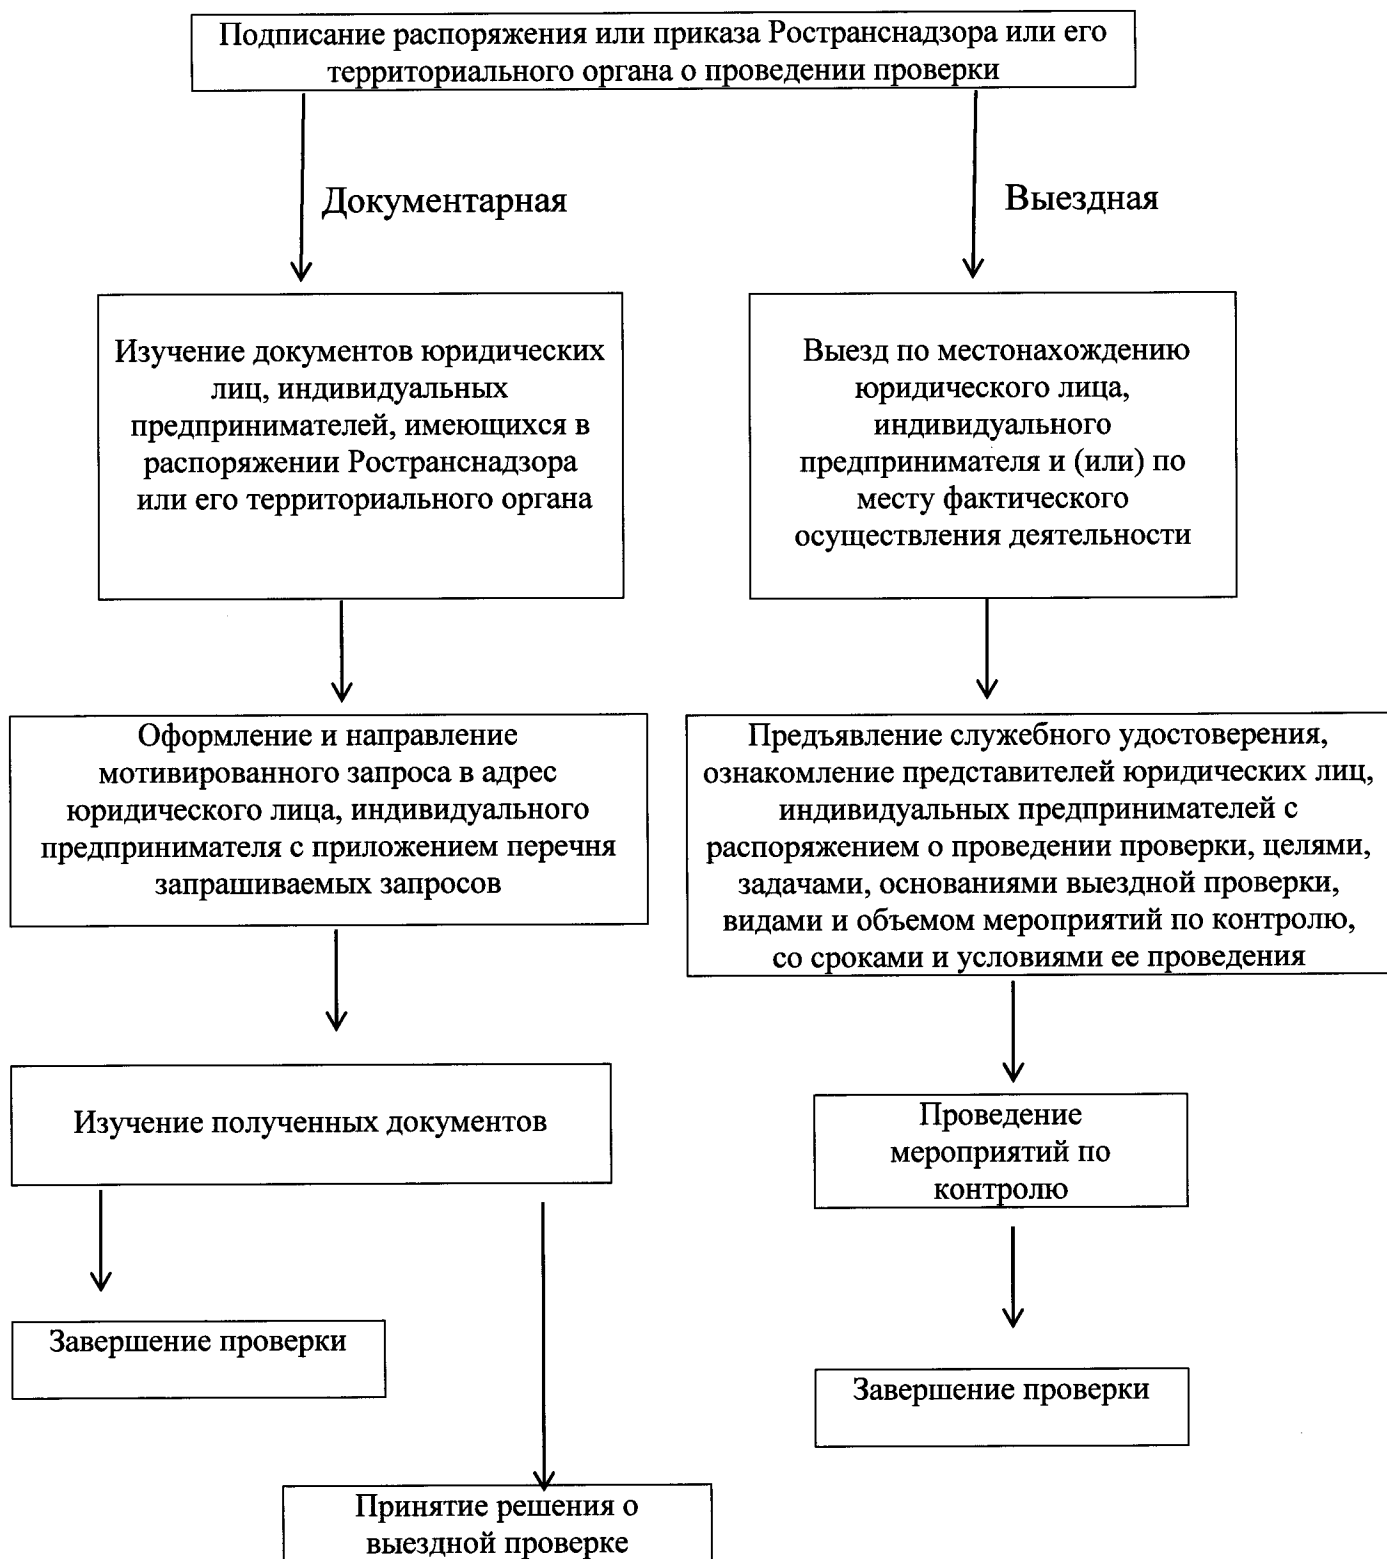 Подписание распоряжения или приказа Ространснадзора или его
территориального органа о проведении проверки
Документарная
Выездная
Изучение документов юридических
лиц, индивидуальных
предпринимателей, имеющихся в
распоряжении Ространснадзора
или его территориального органа
Выезд по местонахождению
юридического лица,
индивидуального
предпринимателя и (или) по
месту фактического
осуществления деятельности
Оформление и направление
мотивированного запроса в адрес
юридического лица, индивидуального
предпринимателя с приложением перечня
запрашиваемых запросов
Предъявление служебного удостоверения,
ознакомление представителей юридических лиц,
индивидуальных предпринимателей с
распоряжением о проведении проверки, целями,
задачами, основаниями выездной проверки,
видами и объемом мероприятий по контролю,
со сроками и условиями ее проведения
Изучение полученных документов
Проведение
мероприятий по
контролю
Завершение проверки
Завершение проверки
Принятие решения о
выездной проверке